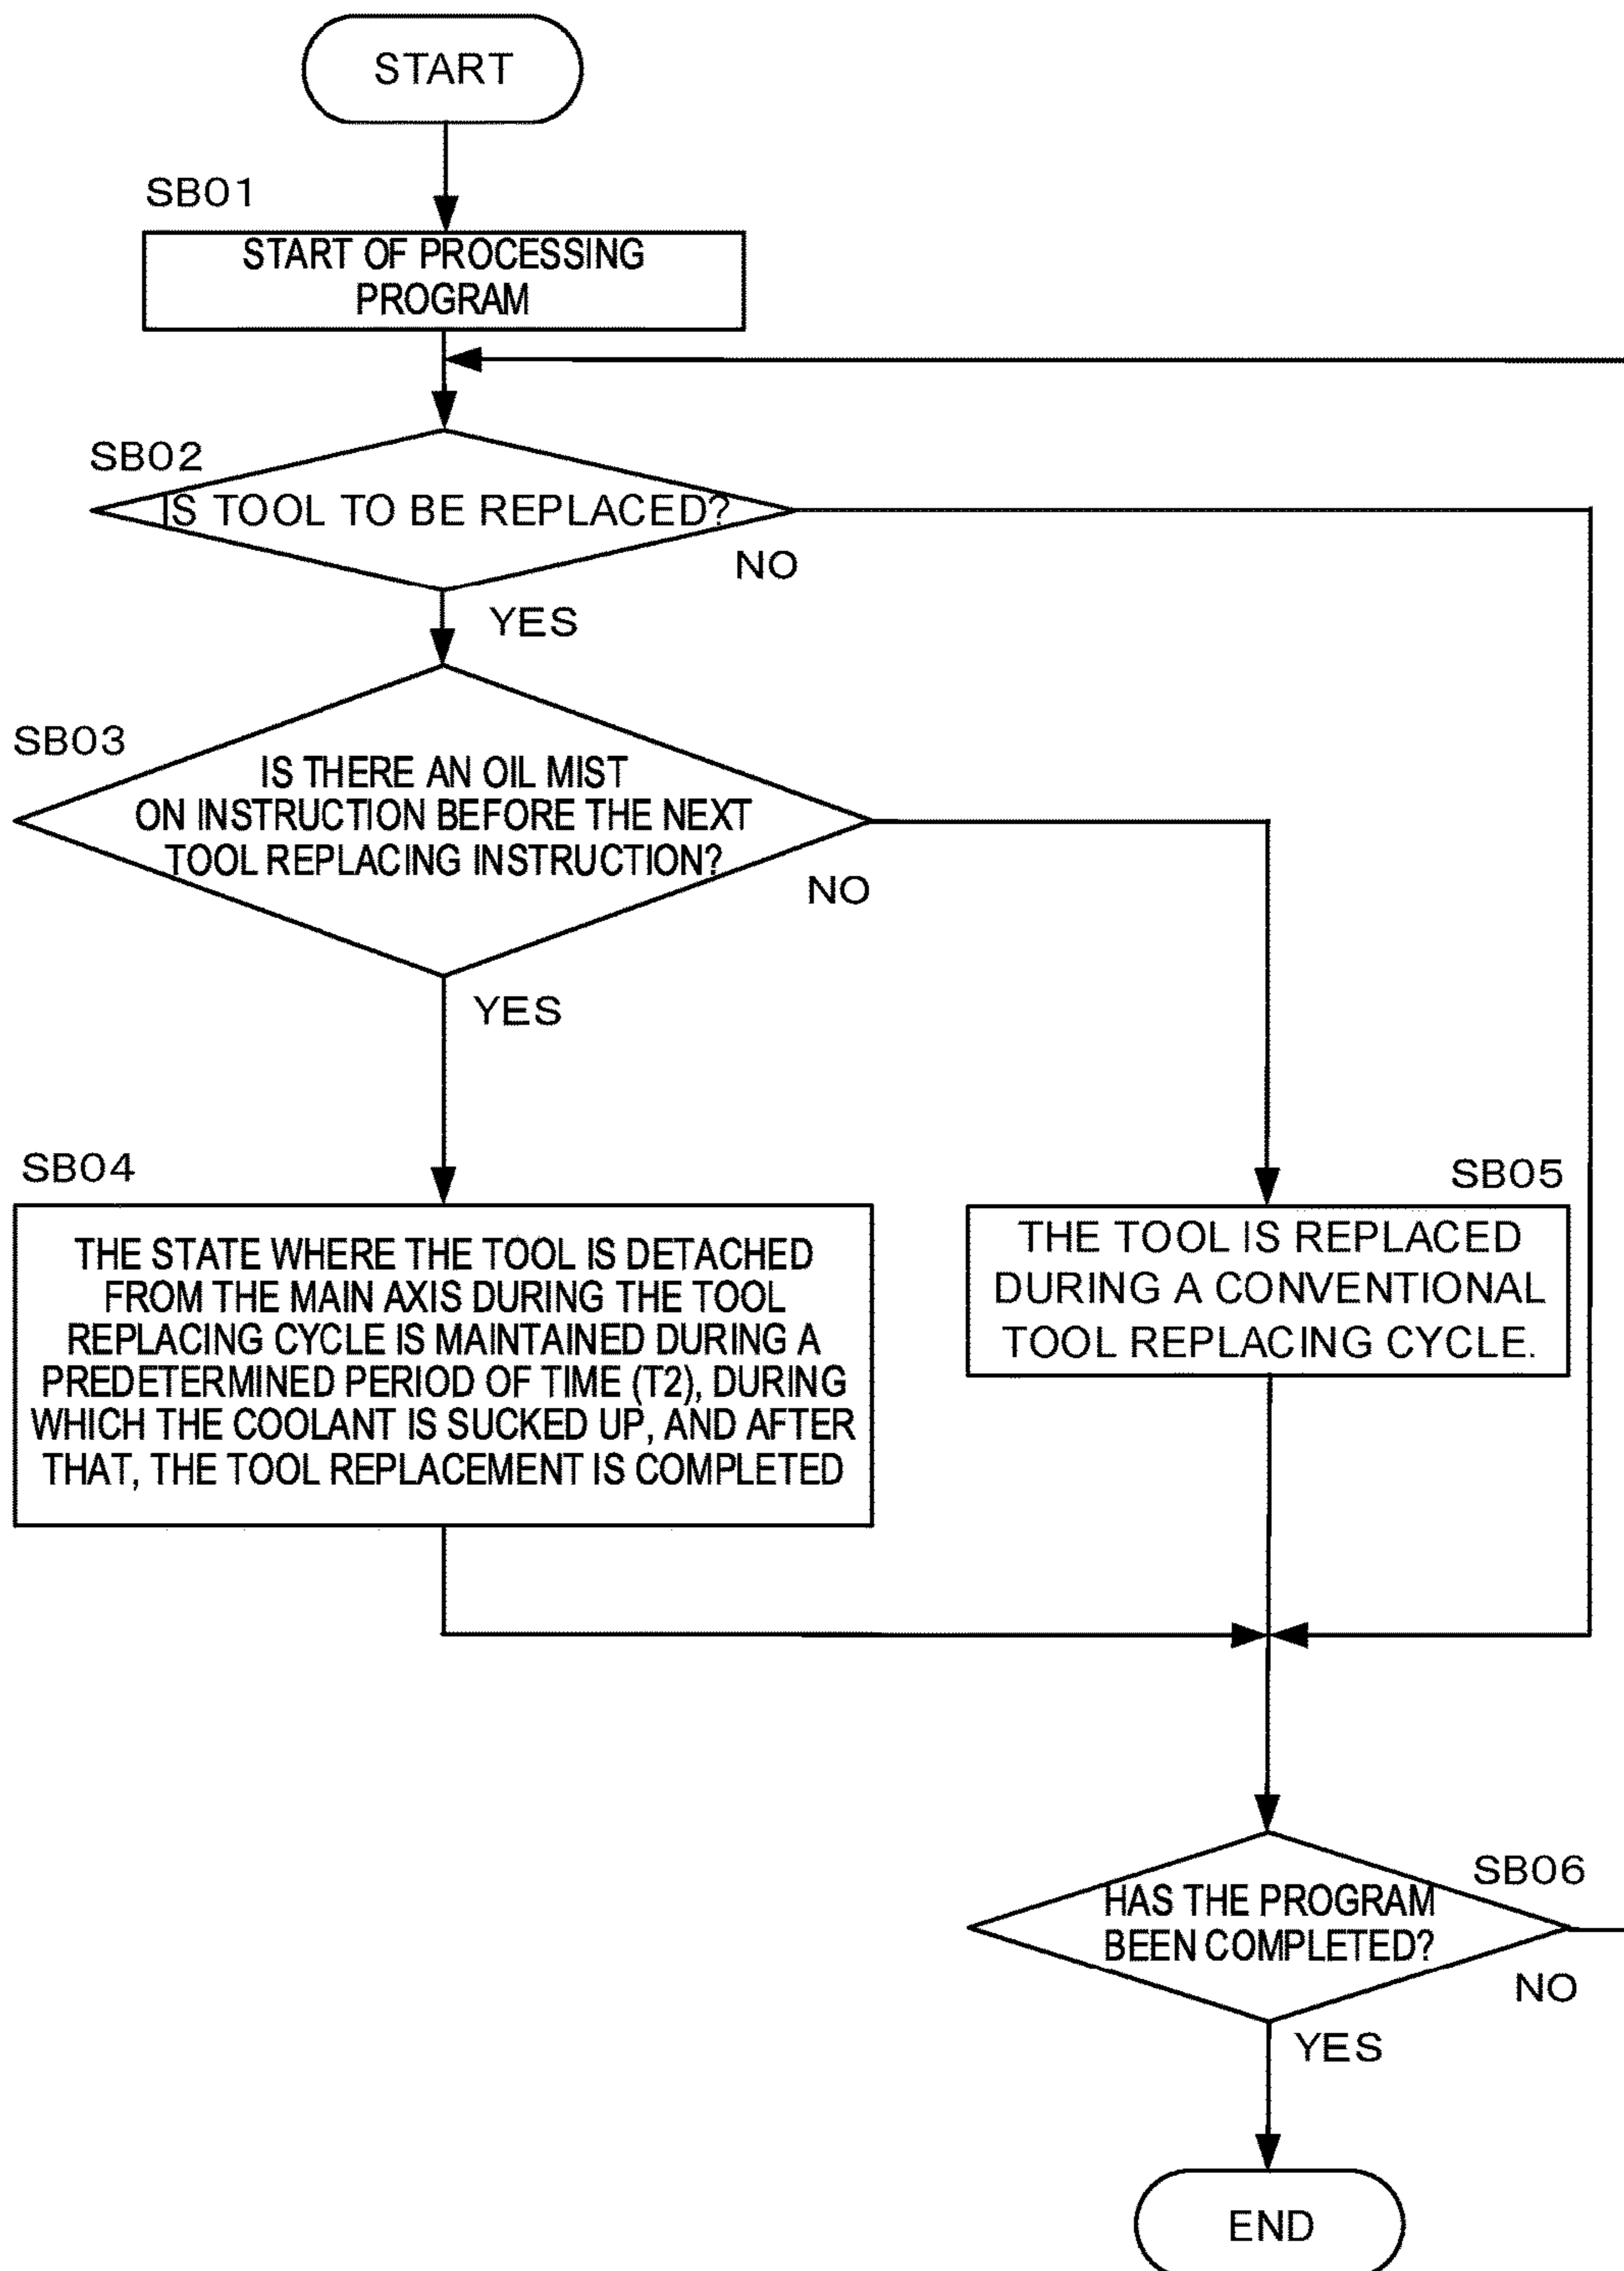 START
SB01
START OF PROCESSING
PROGRAM
SB02
IS TOOL TO BE REPLACED?
NO
YES
SB03
IS THERE AN OIL MIST
ON INSTRUCTION BEFORE THE NEXT
TOOL REPLACING INSTRUCTION?
NO
YES
SB04
THE STATE WHERE THE TOOL IS DETACHED
FROM THE MAIN AXIS DURING THE TOOL
REPLACING CYCLE IS MAINTAINED DURING A
PREDETERMINED PERIOD OF TIME (T2), DURING
WHICH THE COOLANT IS SUCKED UP, AND AFTER
THAT, THE TOOL REPLACEMENT IS COMPLETED
SB05
THE TOOL IS REPLACED
DURING A CONVENTIONAL
TOOL REPLACING CYCLE.
SB06
HAS THE PROGRAM
BEEN COMPLETED?
NO
YES
END